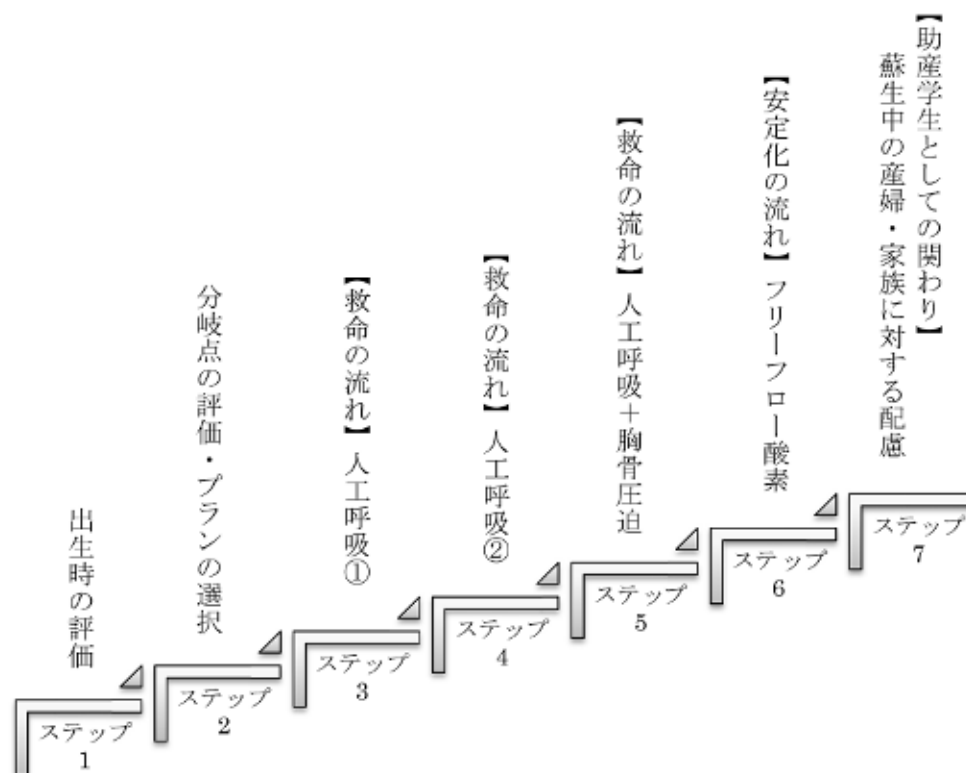 出生時の評価
ステップ
1
分岐点の評価・プランの選択
ステップ
2
【救命の流れ】人工呼吸①
ステップ
3
【救命の流れ】人工呼吸②
ステップ
4
【救命の流れ】人工呼吸＋胸骨圧迫
ステップ
5
【安定化の流れ】フリーフロー酸素
ステップ
6
【助産学生としての関わり】
蘇生中の産婦・家族に対する配慮
ステップ
7